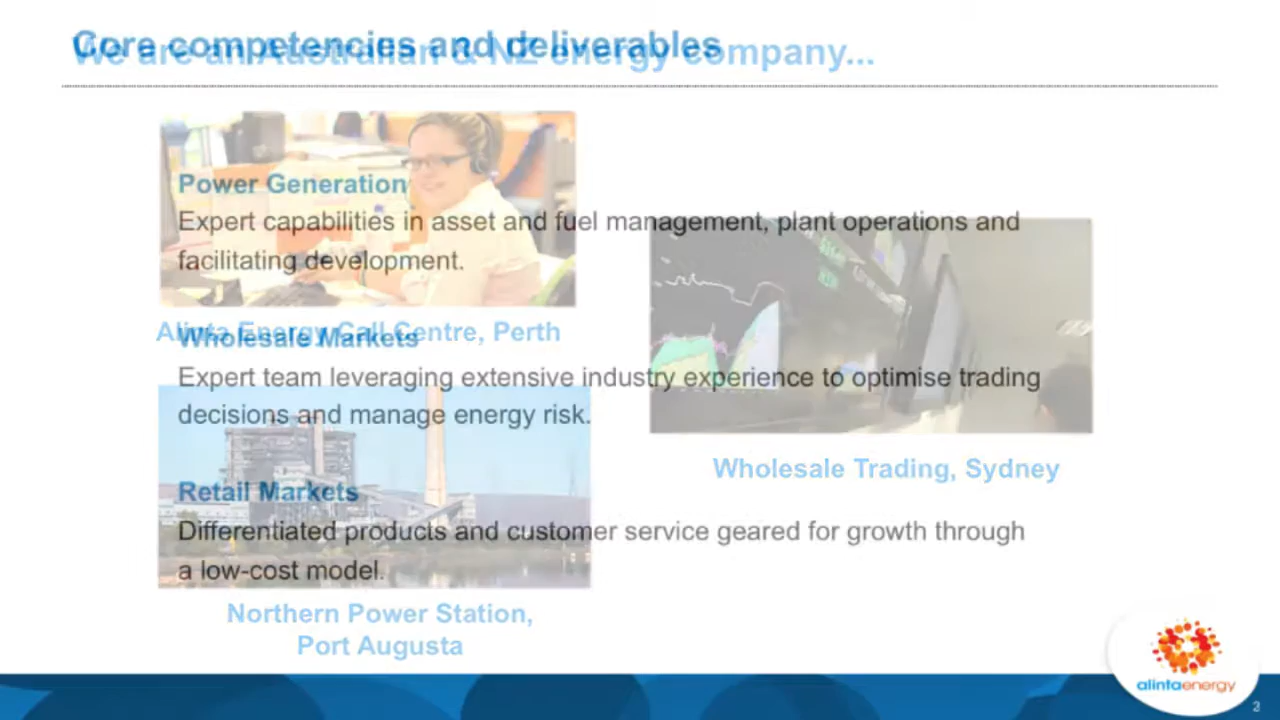 Core competencies and deliverables
We are an Australian & NZ energy company...
Power Generation
Expert capabilities in asset and fuel management, plant operations and
facilitating development.
Alinta Energy Call Centre, Perth
Wholesale Markets
Expert team leveraging extensive industry experience to optimise trading
decisions and manage energy risk.
Wholesale Trading, Sydney
Retail Markets
Differentiated products and customer service geared for growth through
a low-cost model.
Northern Power Station,
Port Augusta
alintaenergy